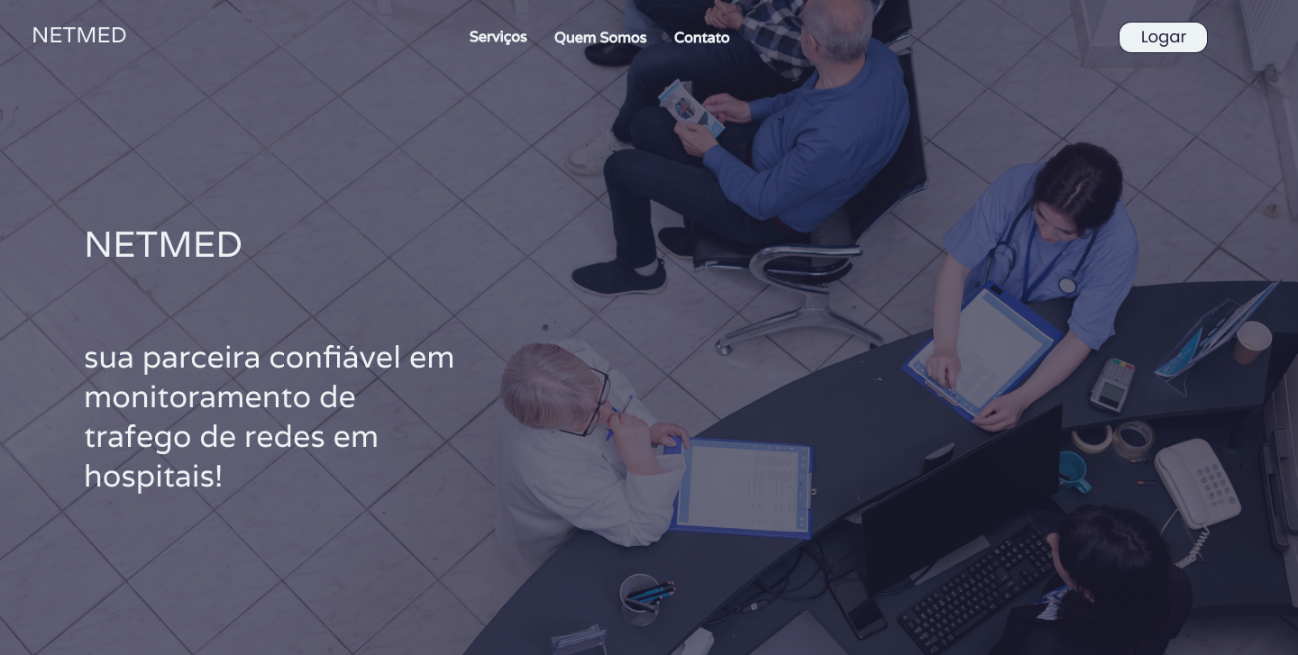 NETMED
Serviços
Quem Somos
Contato
Logar
NETMED
sua parceira confiável em
monitoramento de
trafego de redes em
hospitais!